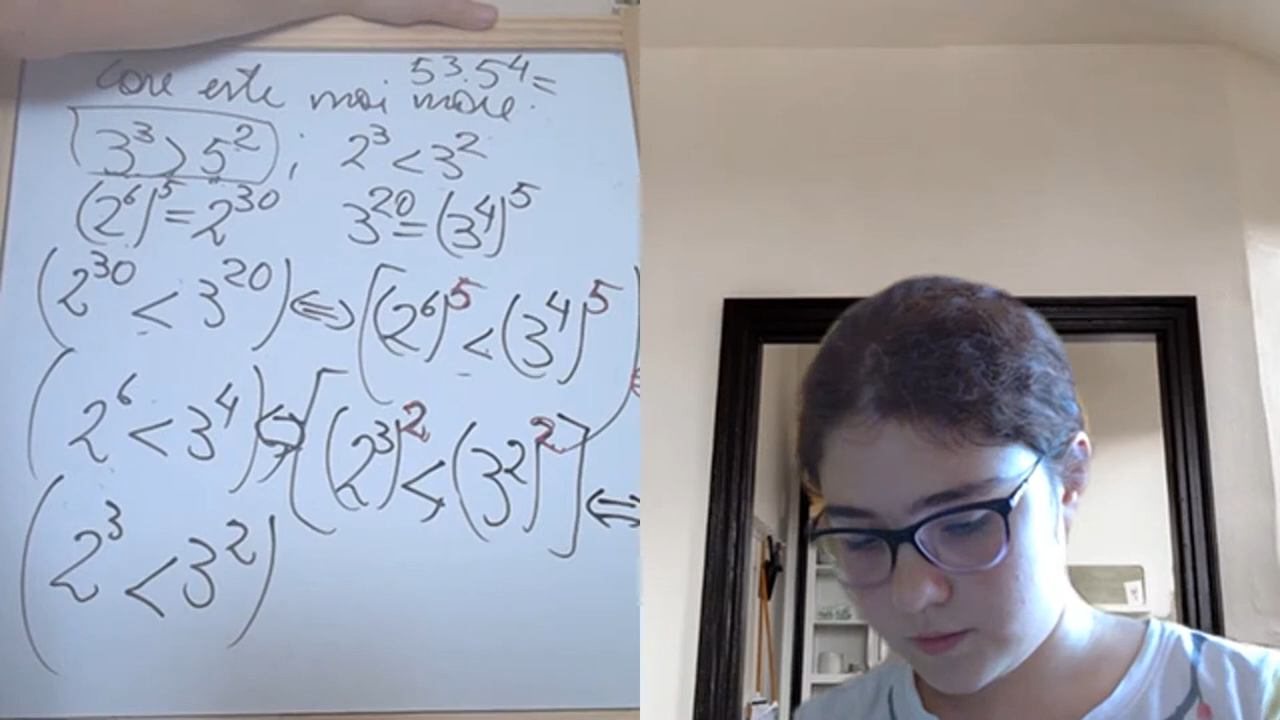 5³·5⁴=
Care este mai mare:
3³ > 5² ; 2³ < 3²
(2⁶)⁵ = 2³⁰ 3²⁰ = (3⁴)⁵
(2³⁰ < 3²⁰) ⇔ [(2⁶)⁵ < (3⁴)⁵)
(2⁶ < 3⁴) ⇔ [(2³)² < (3²)²] ⇔
(2³ < 3²)